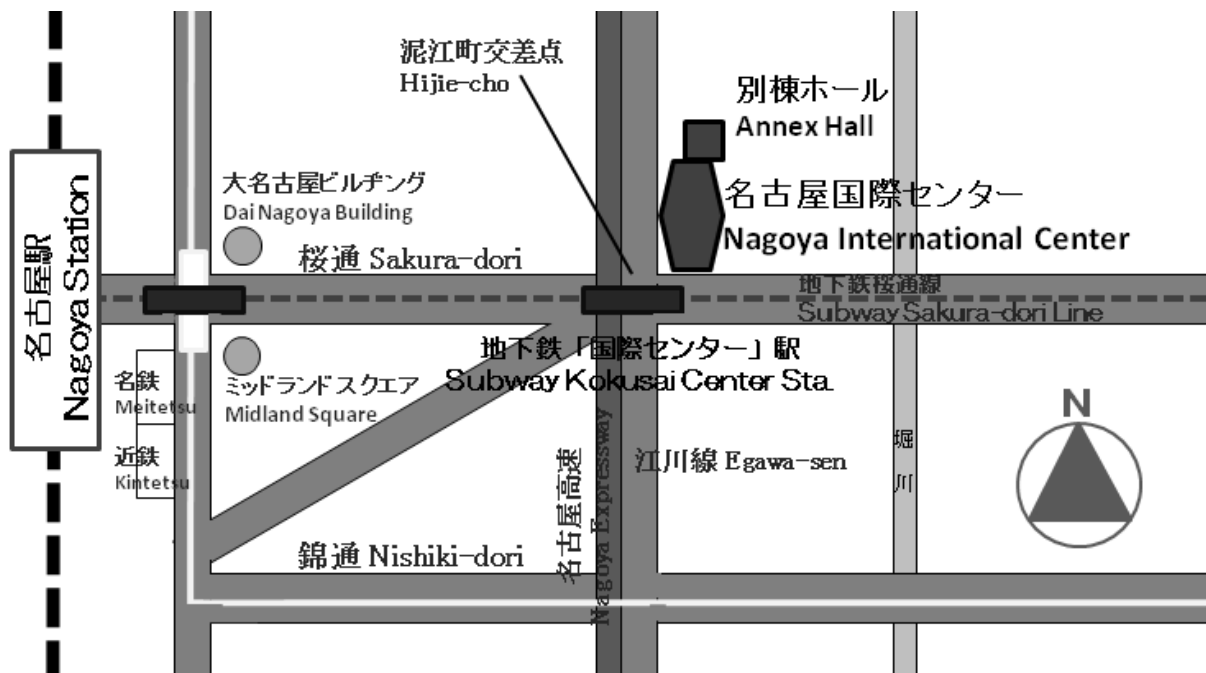 泥江町交差点
Hijie-cho
別棟ホール
Annex Hall
大名古屋ビルヂング
Dai Nagoya Building
名古屋国際センター
Nagoya International Center
桜通 Sakura-dori
地下鉄桜通線
Subway Sakura-dori Line
名古屋駅
Nagoya Station
地下鉄「国際センター」駅
Subway Kokusai Center Sta.
名鉄
Meitetsu
ミッドランドスクエア
Midland Square
近鉄
Kintetsu
名古屋高速
Nagoya Expressway
江川線 Egawa-sen
堀川
N
錦通 Nishiki-dori